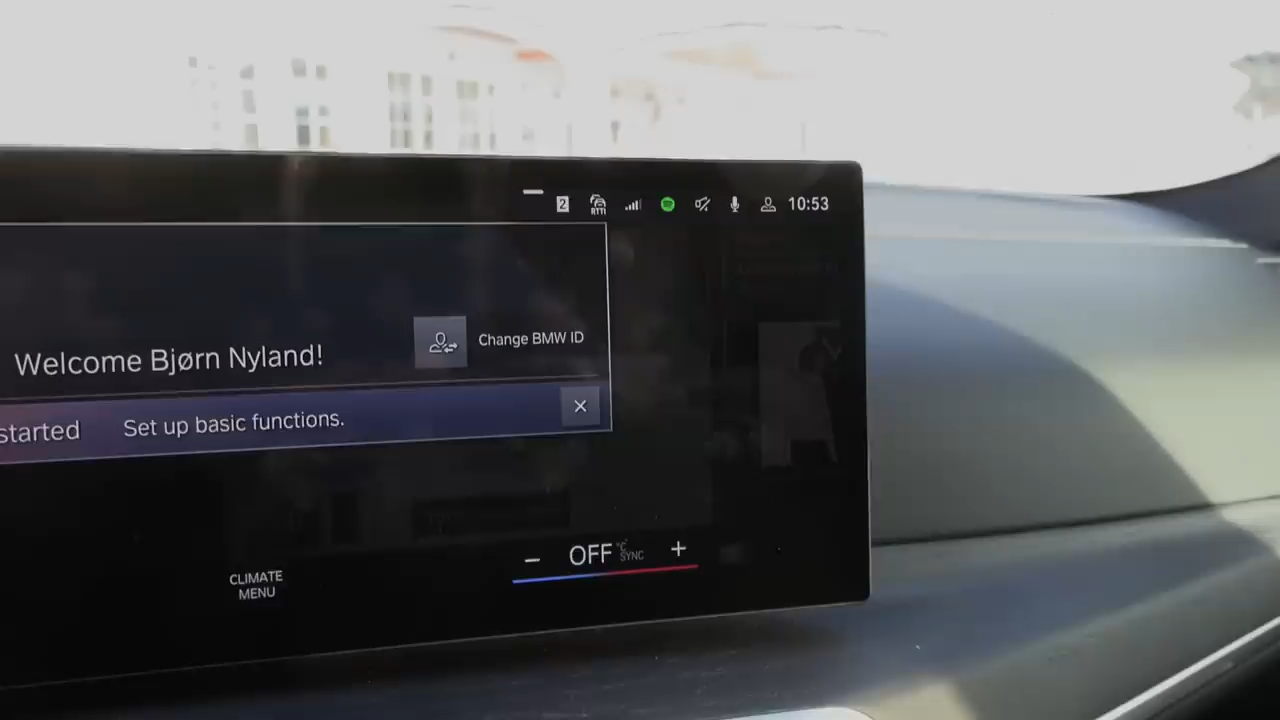 2 RTTI 10:53
Change BMW ID
Welcome Bjørn Nyland!
started Set up basic functions.
− OFF °C SYNC +
CLIMATE
MENU